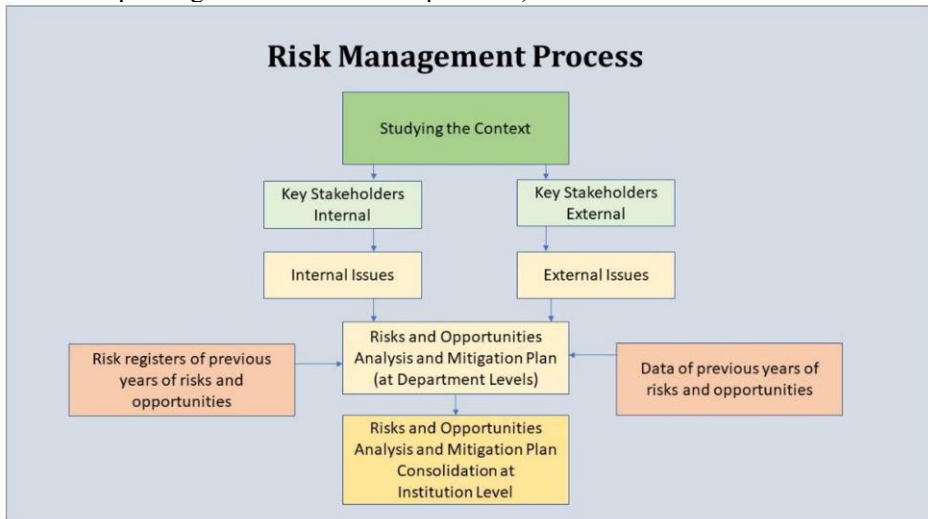 Risk Management Process
Studying the Context
Key Stakeholders
Internal
Key Stakeholders
External
Internal Issues
External Issues
Risk registers of previous
years of risks and
opportunities
Risks and Opportunities
Analysis and Mitigation Plan
(at Department Levels)
Data of previous years of
risks and opportunities
Risks and Opportunities
Analysis and Mitigation Plan
Consolidation at
Institution Level